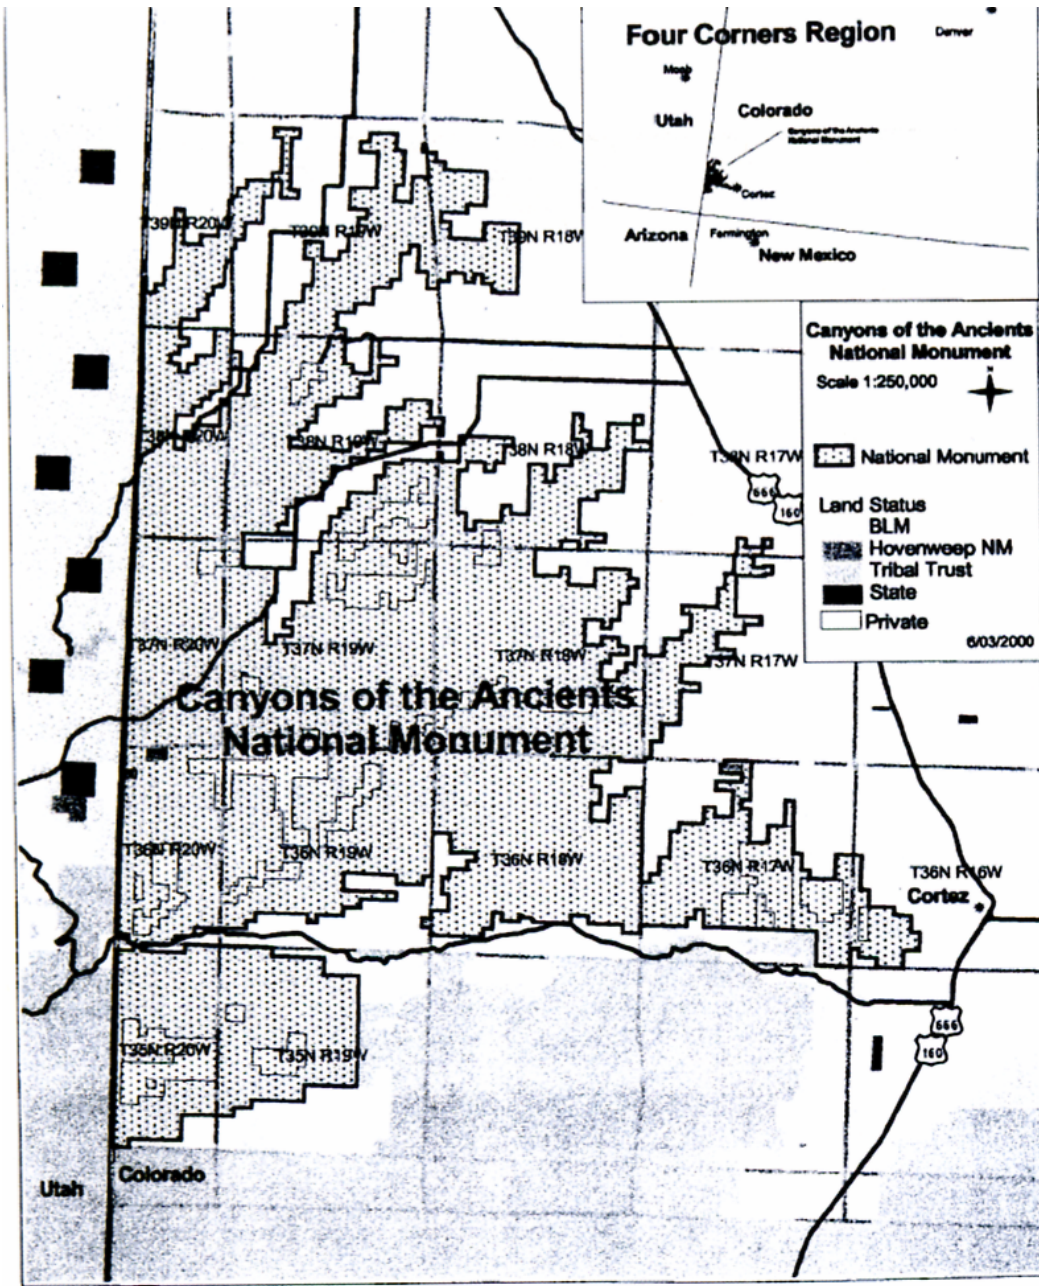 Four Corners Region
Denver
Moab
Utah
Colorado
Canyons of the Ancients
National Monument
Cortez
Arizona
Farmington
New Mexico
Canyons of the Ancients
National Monument
Scale 1:250,000
N
National Monument
Land Status
BLM
Hovenweep NM
Tribal Trust
State
Private
6/03/2000
T39N R20W
T39N R19W
T39N R18W
T38N R20W
T38N R19W
T38N R18W
T38N R17W
666
160
T37N R20W
T37N R19W
T37N R18W
T37N R17W
Canyons of the Ancients
National Monument
T36N R20W
T36N R19W
T36N R18W
T36N R17W
T36N R16W
Cortez
666
160
T35N R20W
T35N R19W
Utah
Colorado